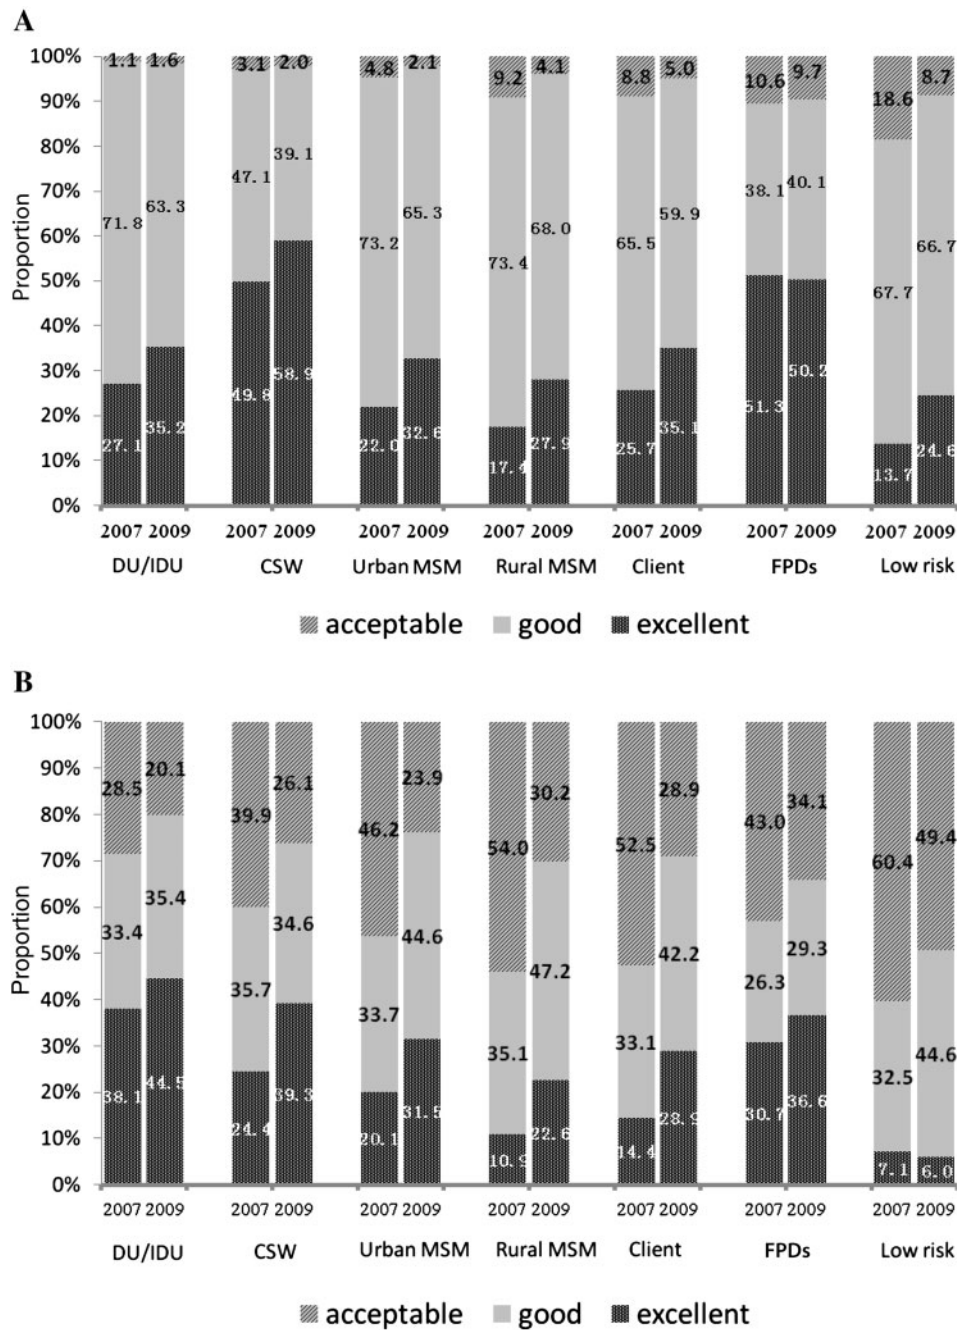 A
100%
90%
80%
70%
60%
50%
40%
30%
20%
10%
0%
Proportion
1.1 1.6 3.1 2.0 4.8 2.1 9.2 4.1 8.8 5.0 10.6 9.7 18.6 8.7
71.8 63.3 47.1 39.1 73.2 65.3 73.4 68.0 65.5 59.9 38.1 40.1 67.7 66.7
27.1 35.2 49.8 58.9 22.0 32.6 17.4 27.9 25.7 35.1 51.3 50.2 13.7 24.6
2007 2009 2007 2009 2007 2009 2007 2009 2007 2009 2007 2009 2007 2009
DU/IDU CSW Urban MSM Rural MSM Client FPDs Low risk
acceptable good excellent
B
100%
90%
80%
70%
60%
50%
40%
30%
20%
10%
0%
Proportion
28.5 20.1 39.9 26.1 46.2 23.9 54.0 30.2 52.5 28.9 43.0 34.1 60.4 49.4
33.4 35.4 35.7 34.6 33.7 44.6 35.1 47.2 33.1 42.2 26.3 29.3 32.5 44.6
38.1 44.5 24.4 39.3 20.1 31.5 10.9 22.6 14.4 28.9 30.7 36.6 7.1 6.0
2007 2009 2007 2009 2007 2009 2007 2009 2007 2009 2007 2009 2007 2009
DU/IDU CSW Urban MSM Rural MSM Client FPDs Low risk
acceptable good excellent